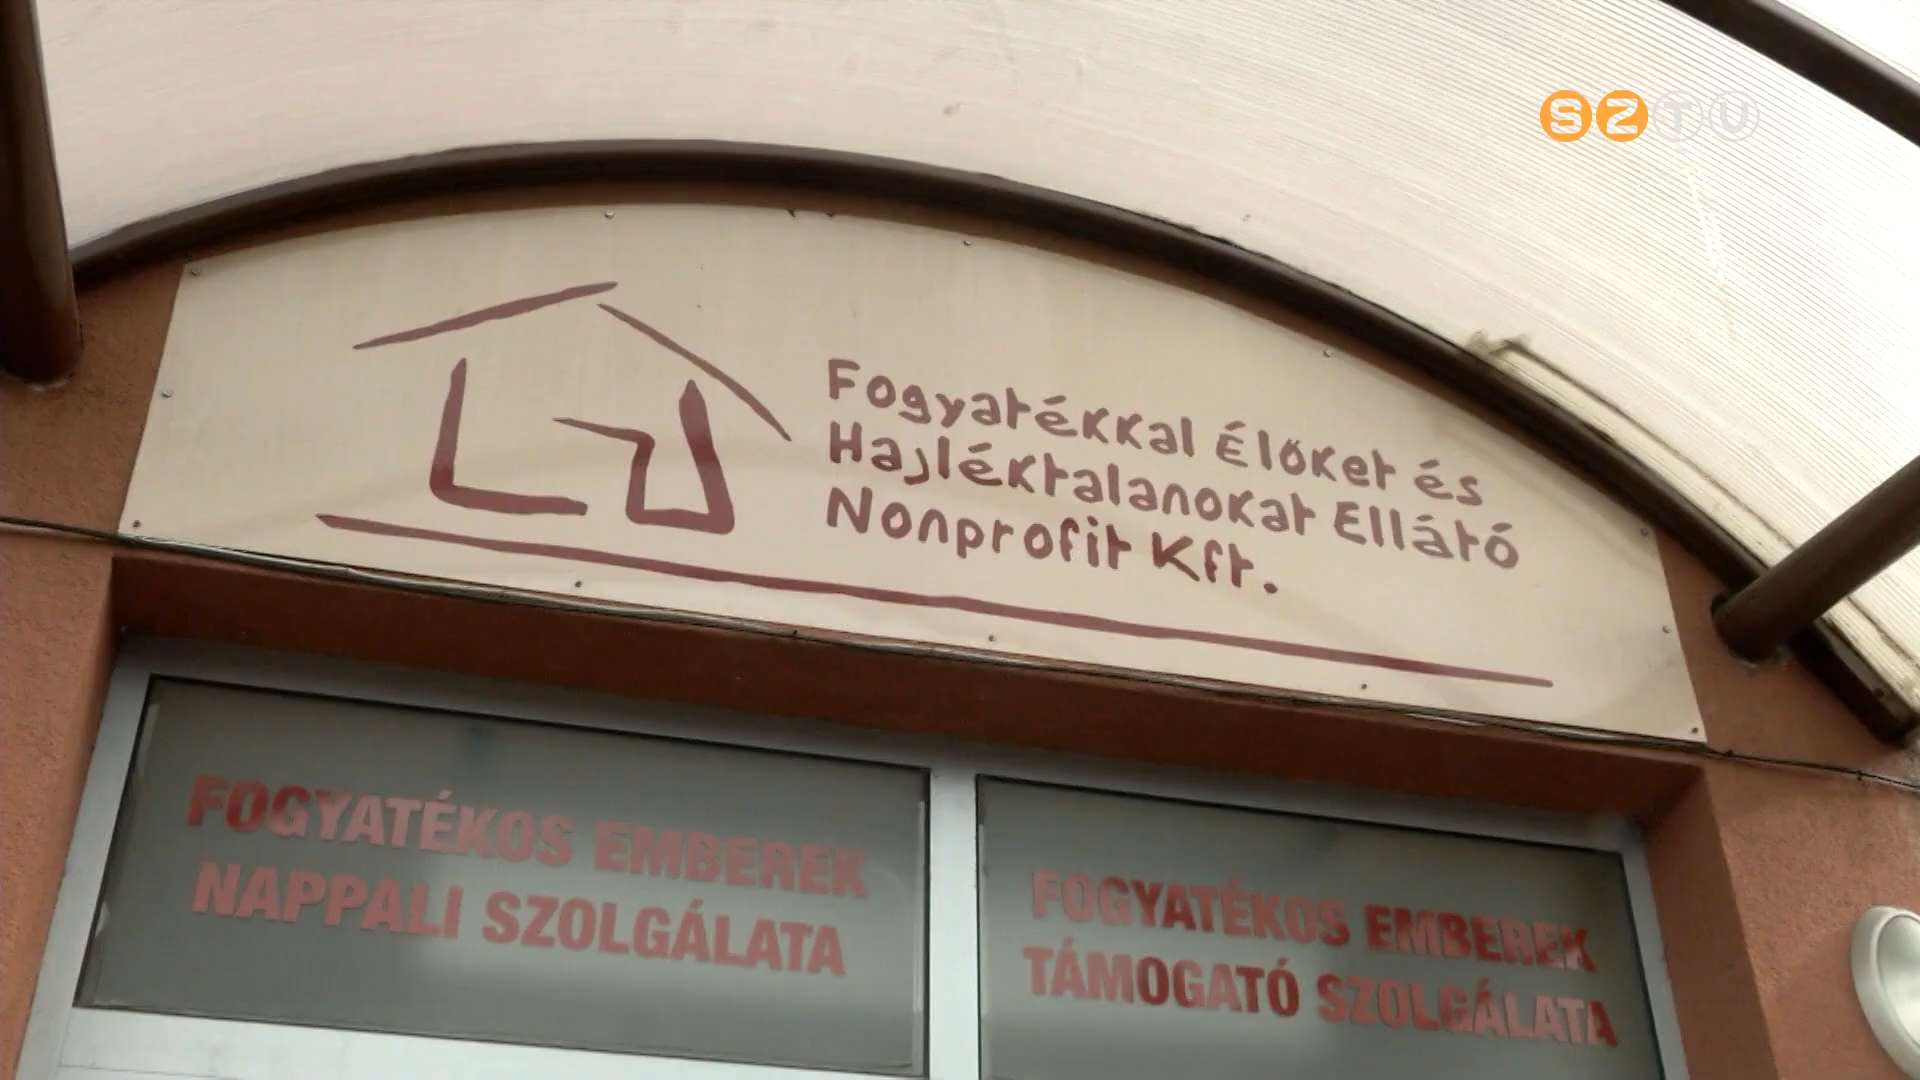 SZTV
Fogyatékkal Élőket és
Hajléktalanokat Ellátó
Nonprofit Kft.
FOGYATÉKOS EMBEREK
NAPPALI SZOLGÁLATA
FOGYATÉKOS EMBEREK
TÁMOGATÓ SZOLGÁLATA